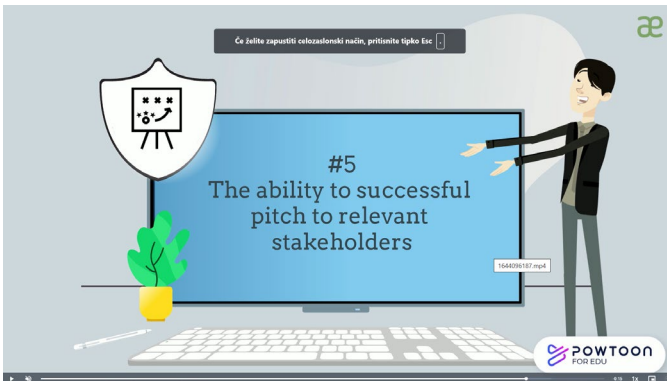 æ
Če želite zapustiti celozaslonski način, pritisnite tipko Esc .
#5
The ability to successful
pitch to relevant
stakeholders
1644096187.mp4
POWTOON
FOR EDU
1x